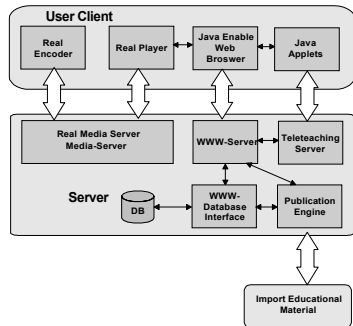 User Client
Real
Encoder
Real Player
Java Enable
Web
Broswer
Java
Applets
Real Media Server
Media-Server
WWW-Server
Teleteaching
Server
Server
DB
WWW-
Database
Interface
Publication
Engine
Import Educational
Material